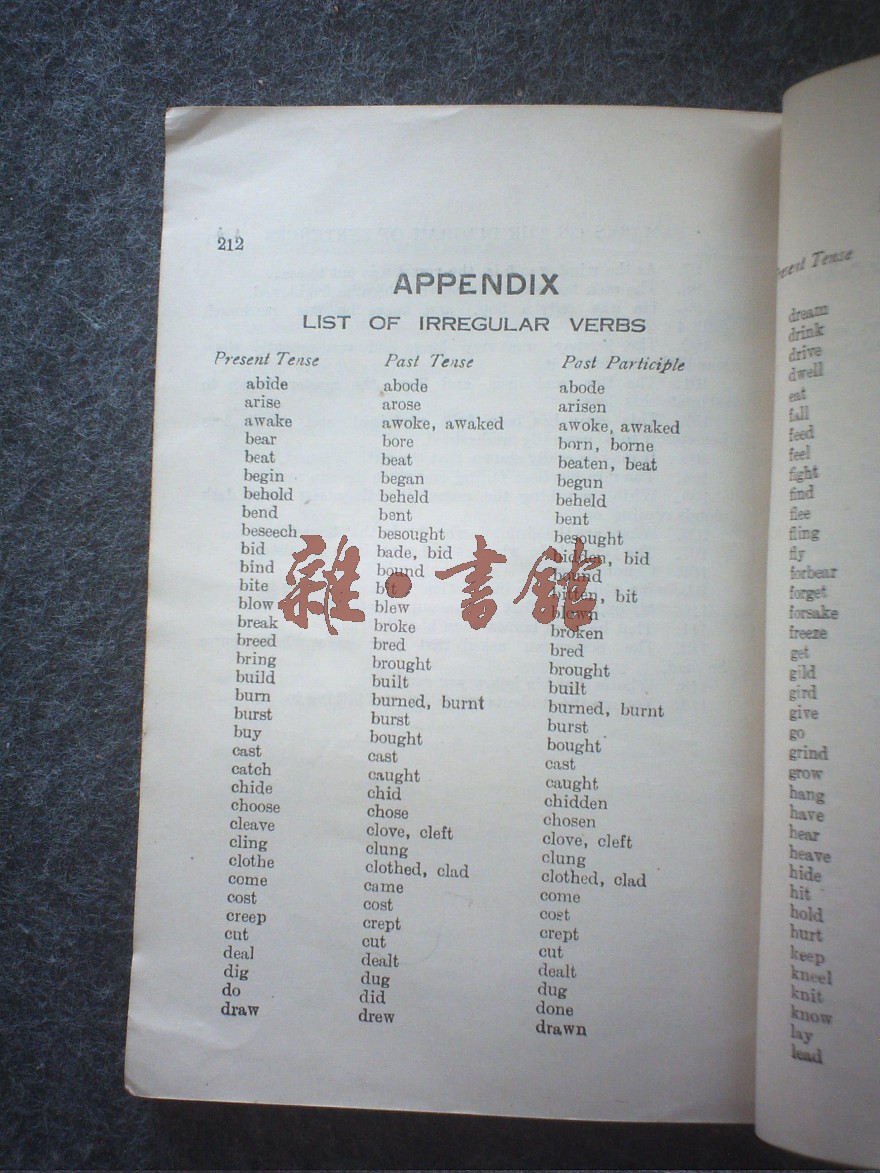 212
APPENDIX
LIST OF IRREGULAR VERBS
Present Tense Past Tense Past Participle
abide abode abode
arise arose arisen
awake awoke, awaked awoke, awaked
bear bore born, borne
beat beat beaten, beat
begin began begun
behold beheld beheld
bend bent bent
beseech besought besought
bid bade, bid bidden, bid
bind bound bound
bite bit bitten, bit
blow blew blown
break broke broken
breed bred bred
bring brought brought
build built built
burn burned, burnt burned, burnt
burst burst burst
buy bought bought
cast cast cast
catch caught caught
chide chid chidden
choose chose chosen
cleave clove, cleft clove, cleft
cling clung clung
clothe clothed, clad clothed, clad
come came come
cost cost cost
creep crept crept
cut cut cut
deal dealt dealt
dig dug dug
do did done
draw drew drawn
雜·書館
Tense
dream
drink
drive
dwell
eat
fall
feed
feel
fight
find
flee
fling
fly
forbear
forget
forsake
freeze
get
gild
gird
give
go
grind
grow
hang
have
hear
heave
hide
hit
hold
hurt
keep
kneel
knit
know
lay
lead